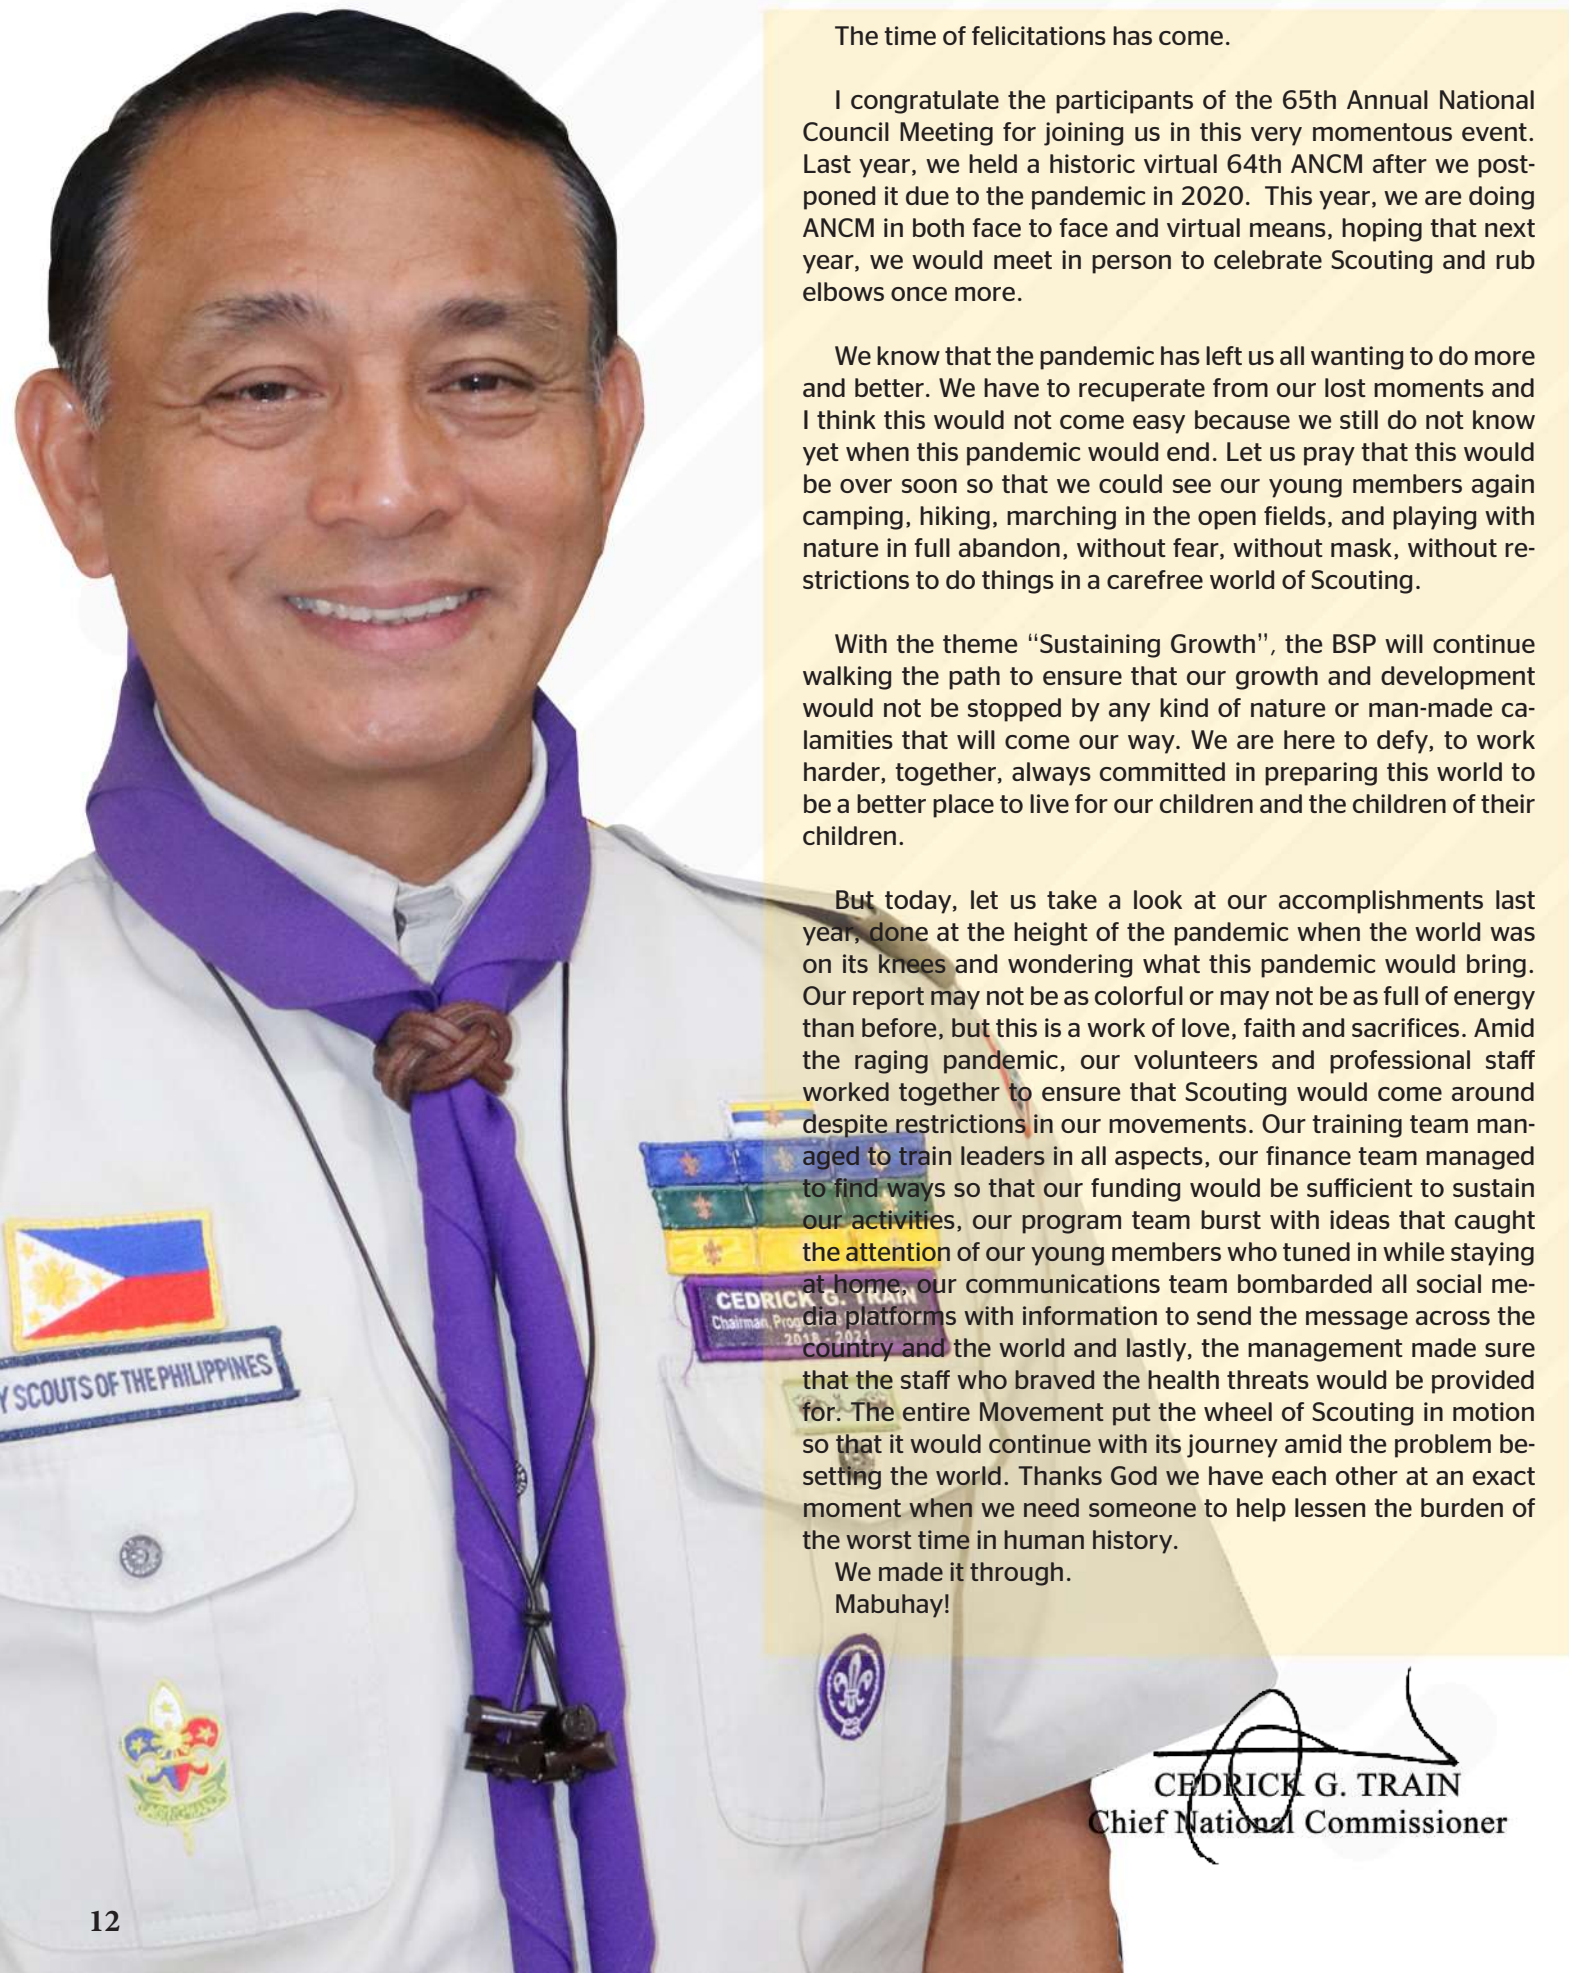 The time of felicitations has come.
I congratulate the participants of the 65th Annual National
Council Meeting for joining us in this very momentous event.
Last year, we held a historic virtual 64th ANCM after we post-
poned it due to the pandemic in 2020.  This year, we are doing
ANCM in both face to face and virtual means, hoping that next
year, we would meet in person to celebrate Scouting and rub
elbows once more.
We know that the pandemic has left us all wanting to do more
and better. We have to recuperate from our lost moments and
I think this would not come easy because we still do not know
yet when this pandemic would end. Let us pray that this would
be over soon so that we could see our young members again
camping, hiking, marching in the open fields, and playing with
nature in full abandon, without fear, without mask, without re-
strictions to do things in a carefree world of Scouting.
With the theme “Sustaining Growth”, the BSP will continue
walking the path to ensure that our growth and development
would not be stopped by any kind of nature or man-made ca-
lamities that will come our way. We are here to defy, to work
harder, together, always committed in preparing this world to
be a better place to live for our children and the children of their
children.
But today, let us take a look at our accomplishments last
year, done at the height of the pandemic when the world was
on its knees and wondering what this pandemic would bring.
Our report may not be as colorful or may not be as full of energy
than before, but this is a work of love, faith and sacrifices. Amid
the raging pandemic, our volunteers and professional staff
worked together to ensure that Scouting would come around
despite restrictions in our movements. Our training team man-
aged to train leaders in all aspects, our finance team managed
to find ways so that our funding would be sufficient to sustain
our activities, our program team burst with ideas that caught
the attention of our young members who tuned in while staying
at home, our communications team bombarded all social me-
dia platforms with information to send the message across the
country and the world and lastly, the management made sure
that the staff who braved the health threats would be provided
for. The entire Movement put the wheel of Scouting in motion
so that it would continue with its journey amid the problem be-
setting the world. Thanks God we have each other at an exact
moment when we need someone to help lessen the burden of
the worst time in human history.
We made it through.
Mabuhay!
CEDRICK G. TRAIN
Chief National Commissioner
CEDRICK G. TRAIN
Chairman,
2018 - 2021
Y SCOUTS OF THE PHILIPPINES
12